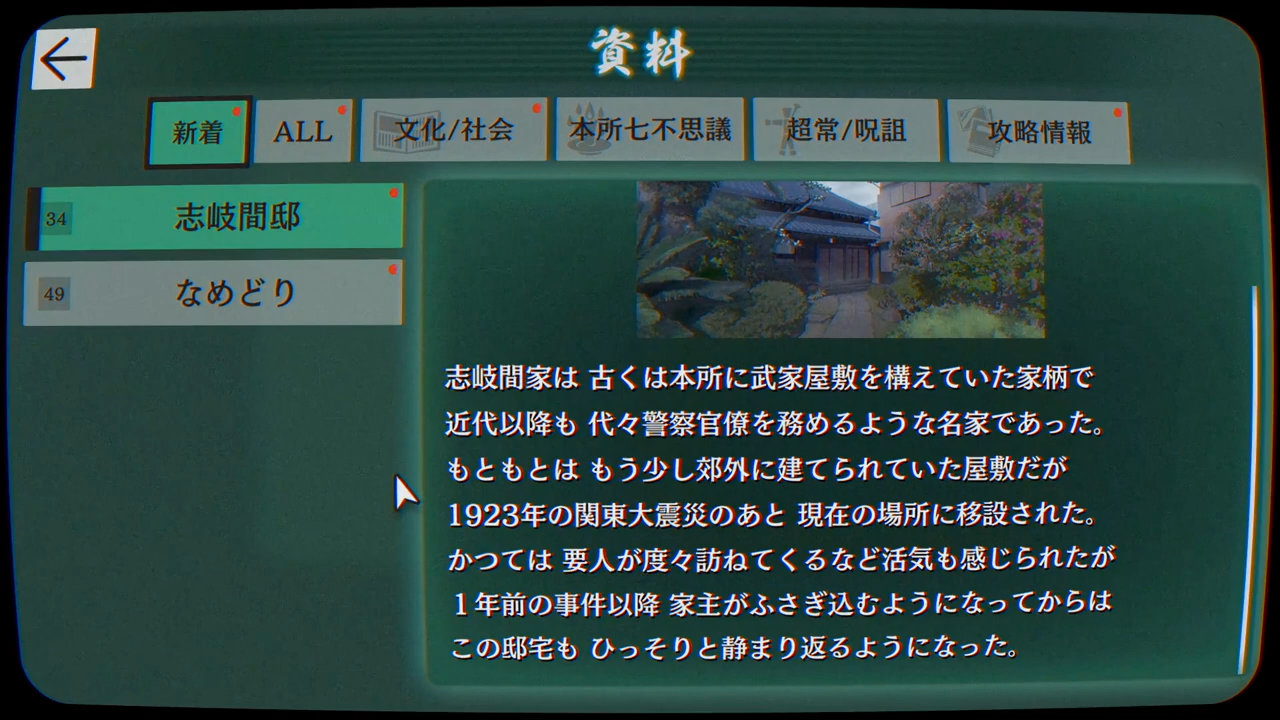 資料
新着
ALL
文化/社会
本所七不思議
超常/呪詛
攻略情報
34 志岐間邸
49 なめどり
志岐間家は 古くは本所に武家屋敷を構えていた家柄で
近代以降も 代々警察官僚を務めるような名家であった。
もともとは もう少し郊外に建てられていた屋敷だが
1923年の関東大震災のあと 現在の場所に移設された。
かつては 要人が度々訪ねてくるなど活気も感じられたが
１年前の事件以降 家主がふさぎ込むようになってからは
この邸宅も ひっそりと静まり返るようになった。